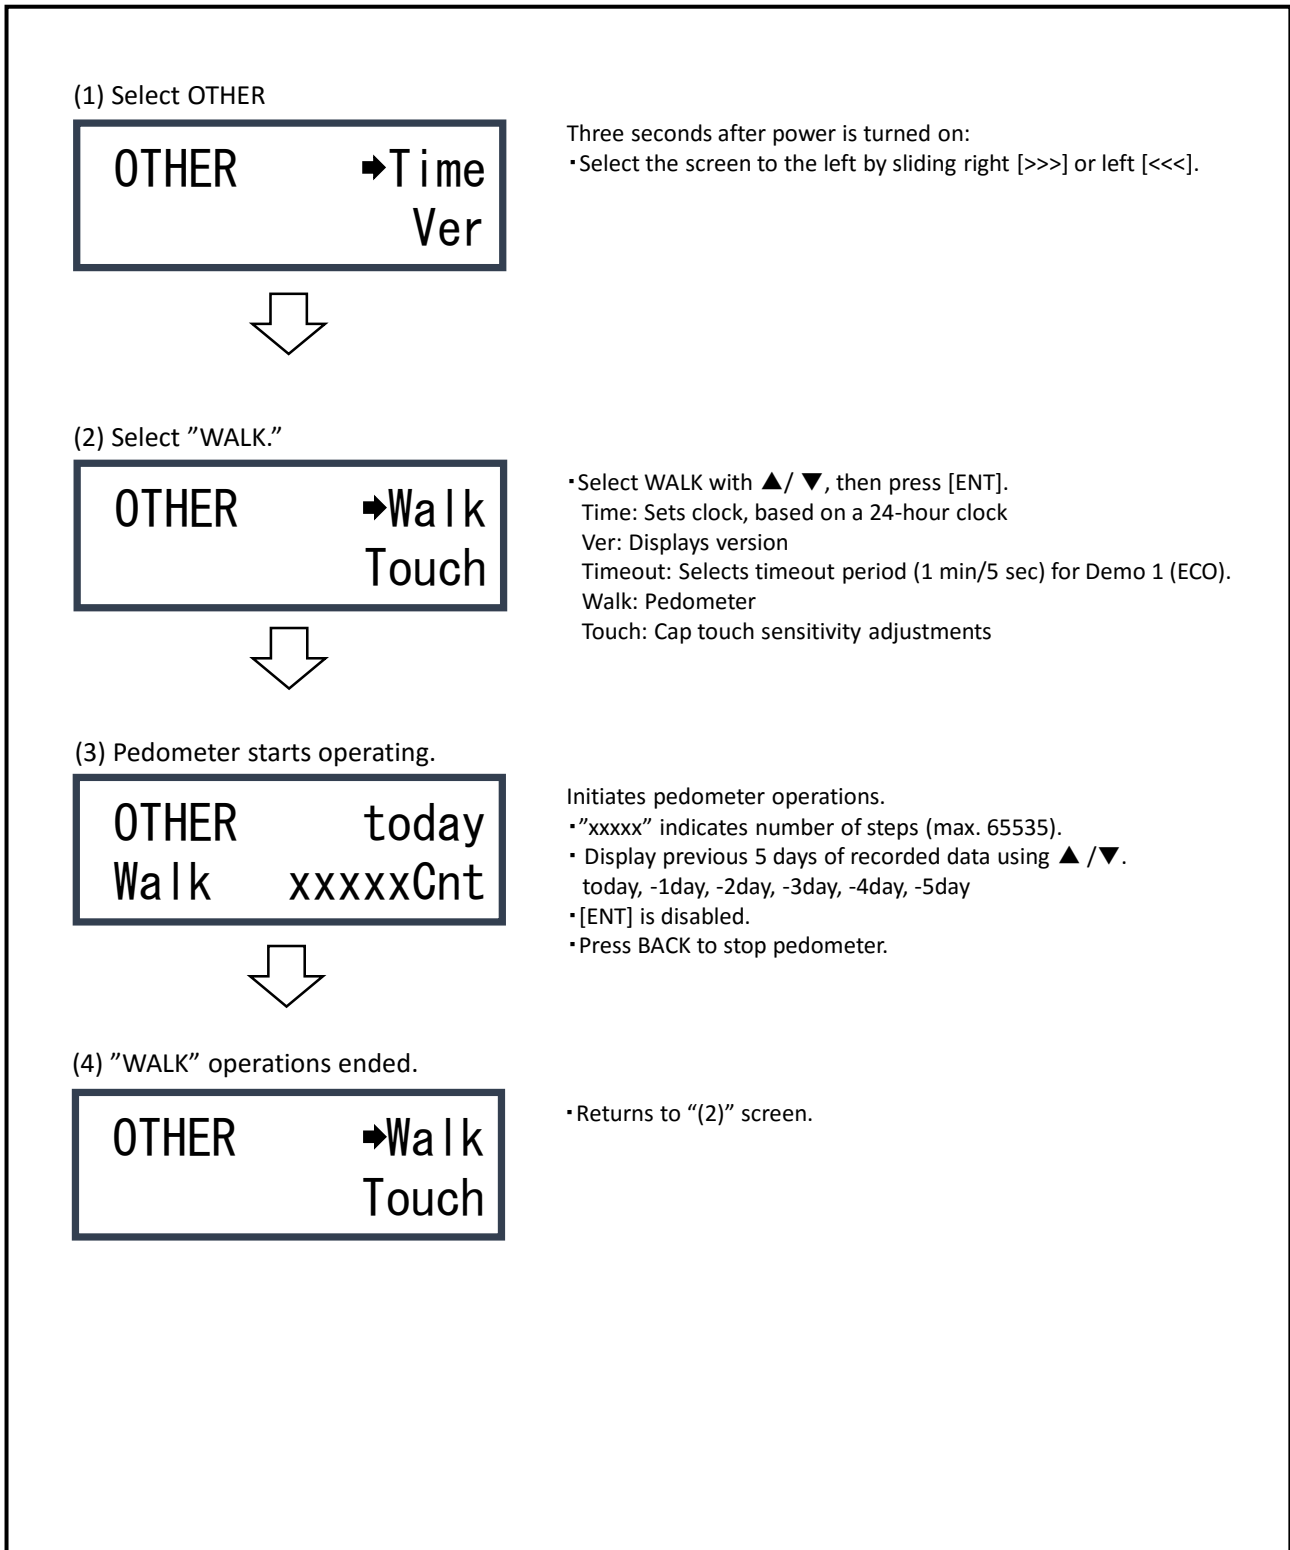 (1) Select OTHER
OTHER ➡Time
Ver
Three seconds after power is turned on:
･Select the screen to the left by sliding right [>>>] or left [<<<].
(2) Select ”WALK.”
OTHER ➡Walk
Touch
･Select WALK with ▲/ ▼, then press [ENT].
Time: Sets clock, based on a 24-hour clock
Ver: Displays version
Timeout: Selects timeout period (1 min/5 sec) for Demo 1 (ECO).
Walk: Pedometer
Touch: Cap touch sensitivity adjustments
(3) Pedometer starts operating.
OTHER today
Walk xxxxxCnt
Initiates pedometer operations.
･”xxxxx” indicates number of steps (max. 65535).
･ Display previous 5 days of recorded data using ▲ /▼.
today, -1day, -2day, -3day, -4day, -5day
･[ENT] is disabled.
･Press BACK to stop pedometer.
(4) ”WALK” operations ended.
OTHER ➡Walk
Touch
･Returns to “(2)” screen.